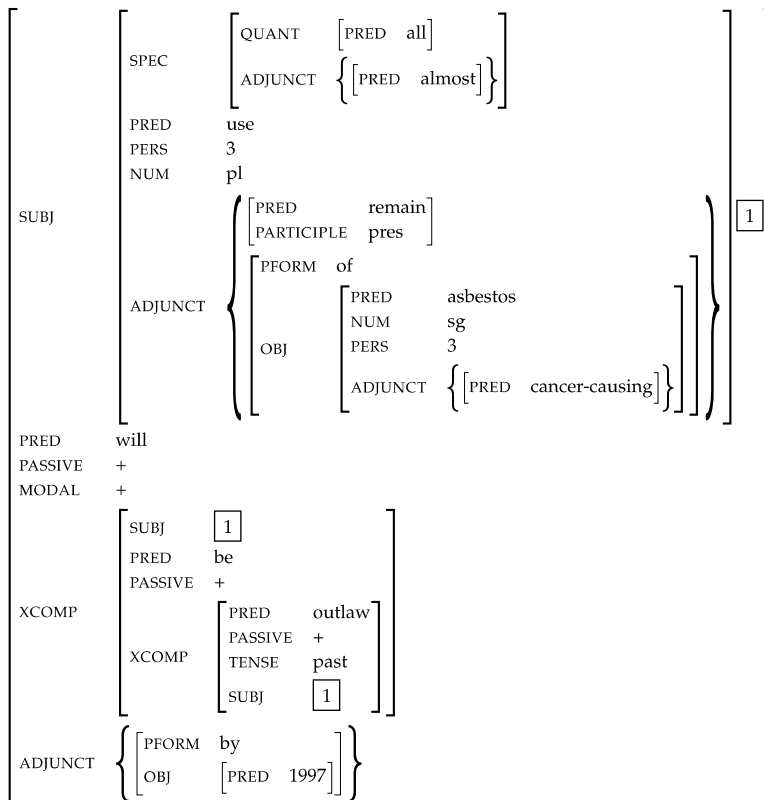 QUANT [PRED all]
SPEC
ADJUNCT {[PRED almost]}
PRED use
PERS 3
NUM pl
SUBJ
[PRED remain
PARTICIPLE pres]
1
PFORM of
ADJUNCT
PRED asbestos
NUM sg
OBJ
PERS 3
ADJUNCT {[PRED cancer-causing]}
PRED will
PASSIVE +
MODAL +
SUBJ 1
PRED be
PASSIVE +
XCOMP
PRED outlaw
PASSIVE +
XCOMP
TENSE past
SUBJ 1
PFORM by
ADJUNCT
OBJ [PRED 1997]